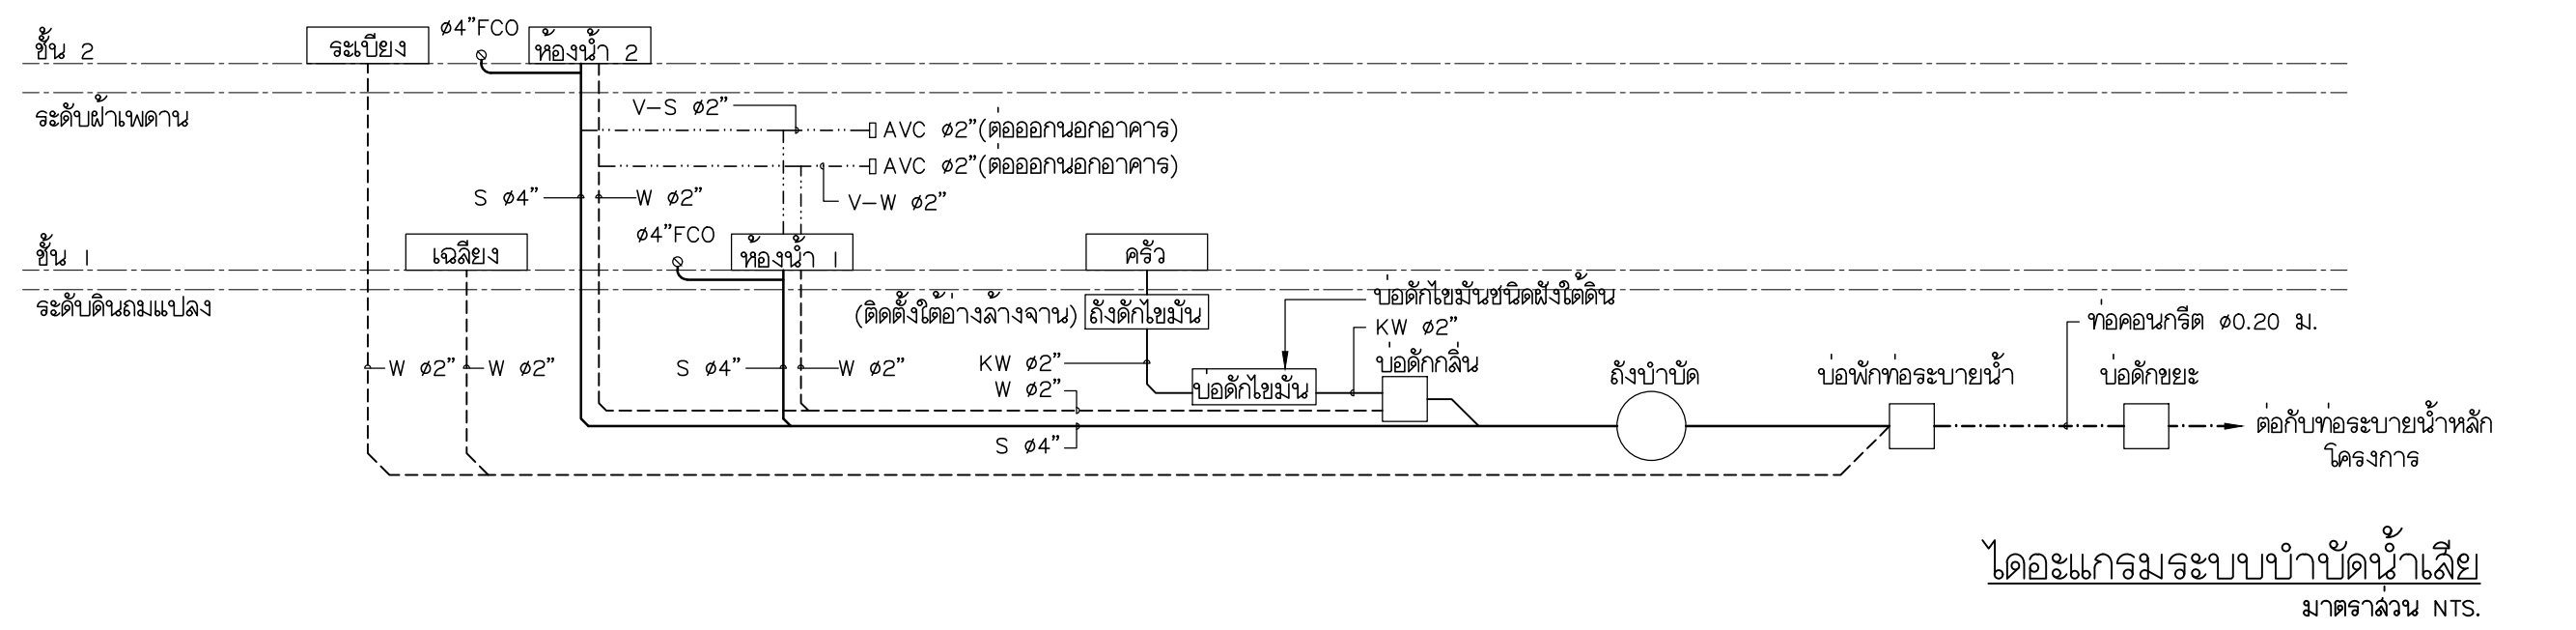 ชั้น 2
ระเบียง
ø4"FCO
ห้องน้ำ 2
ระดับฝ้าเพดาน
V-S ø2"
AVC ø2"(ต่อออกนอกอาคาร)
AVC ø2"(ต่อออกนอกอาคาร)
S ø4"
W ø2"
V-W ø2"
ชั้น 1
เฉลียง
ø4"FCO
ห้องน้ำ 1
ครัว
ระดับดินถมแปลง
(ติดตั้งใต้อ่างล้างจาน)
ถังดักไขมัน
บ่อดักไขมันชนิดฝังใต้ดิน
KW ø2"
ท่อคอนกรีต ø0.20 ม.
W ø2"
W ø2"
S ø4"
W ø2"
KW ø2"
W ø2"
บ่อดักไขมัน
บ่อดักกลิ่น
ถังบำบัด
บ่อพักท่อระบายน้ำ
บ่อดักขยะ
S ø4"
ต่อกับท่อระบายน้ำหลัก
โครงการ
ไดอะแกรมระบบบำบัดน้ำเสีย
มาตราส่วน NTS.